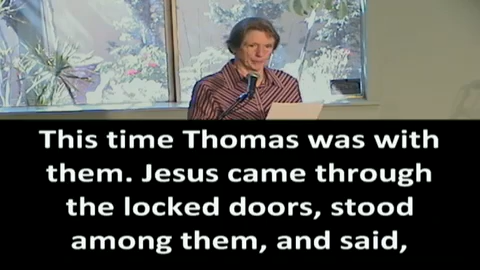 This time Thomas was with
them. Jesus came through
the locked doors, stood
among them, and said,